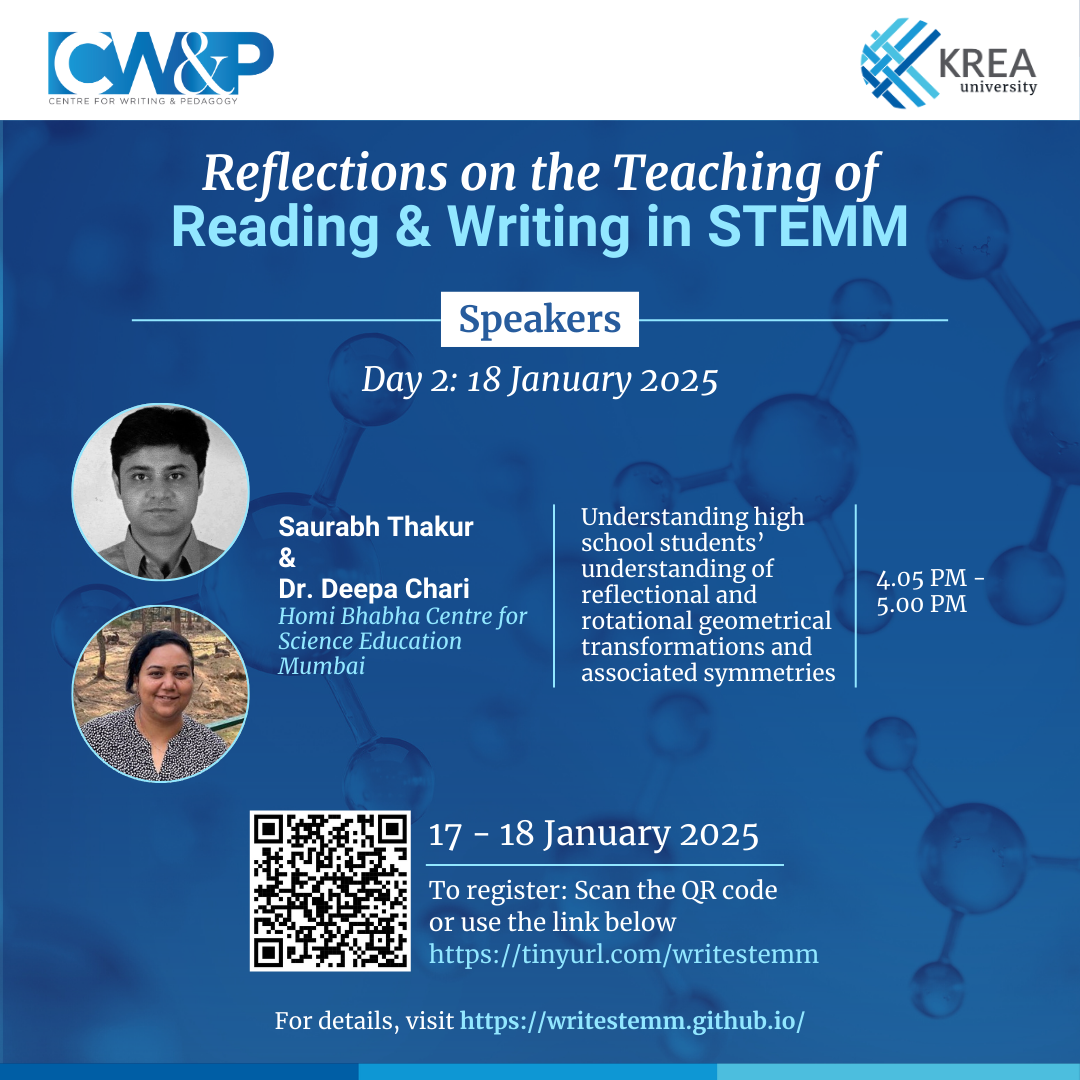 CW&P
CENTRE FOR WRITING & PEDAGOGY
KREA
university
Reflections on the Teaching of
Reading & Writing in STEMM
Speakers
Day 2: 18 January 2025
Saurabh Thakur
&
Dr. Deepa Chari
Homi Bhabha Centre for
Science Education
Mumbai
Understanding high
school students’
understanding of
reflectional and
rotational geometrical
transformations and
associated symmetries
4.05 PM -
5.00 PM
17 - 18 January 2025
To register: Scan the QR code
or use the link below
https://tinyurl.com/writestemm
For details, visit https://writestemm.github.io/